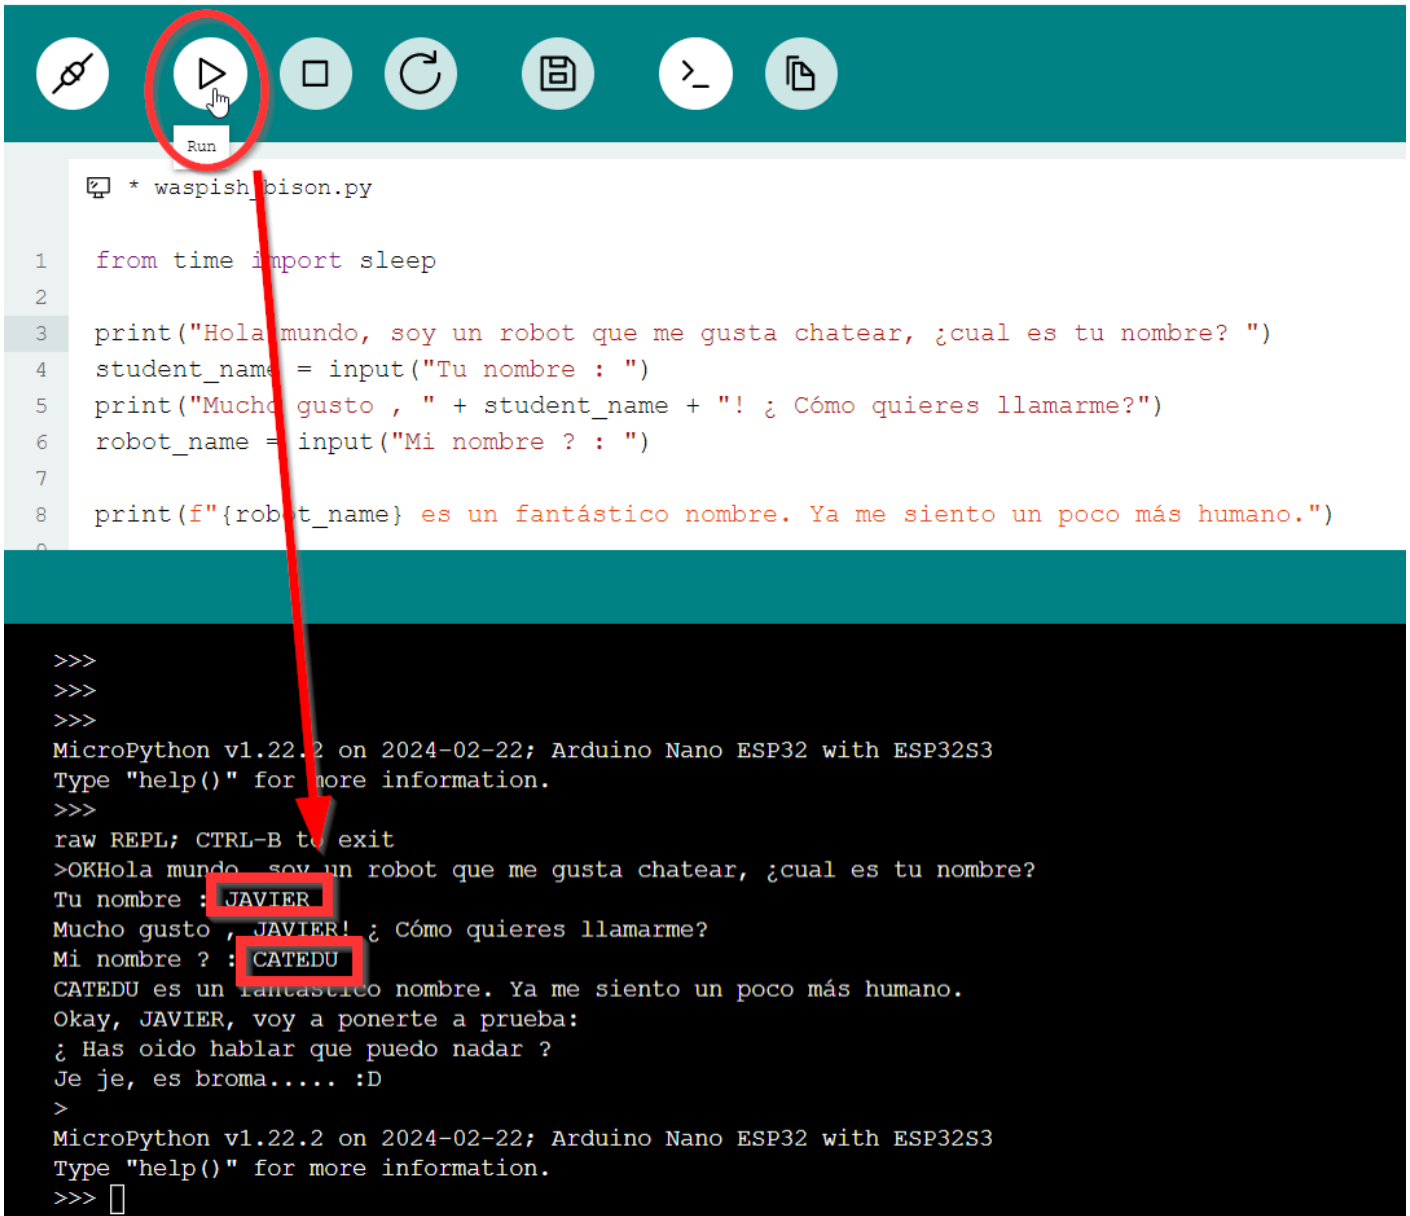 Run
* waspish_bison.py
1 from time import sleep
2
3 print("Hola mundo, soy un robot que me gusta chatear, ¿cual es tu nombre? ")
4 student_name = input("Tu nombre : ")
5 print("Mucho gusto , " + student_name + "! ¿ Cómo quieres llamarme?")
6 robot_name = input("Mi nombre ? : ")
7
8 print(f"{robot_name} es un fantástico nombre. Ya me siento un poco más humano.")
>>>
>>>
>>>
MicroPython v1.22.2 on 2024-02-22; Arduino Nano ESP32 with ESP32S3
Type "help()" for more information.
>>>
raw REPL; CTRL-B to exit
>OKHola mundo, soy un robot que me gusta chatear, ¿cual es tu nombre?
Tu nombre : JAVIER
Mucho gusto , JAVIER! ¿ Cómo quieres llamarme?
Mi nombre ? : CATEDU
CATEDU es un fantástico nombre. Ya me siento un poco más humano.
Okay, JAVIER, voy a ponerte a prueba:
¿ Has oido hablar que puedo nadar ?
Je je, es broma..... :D
>
MicroPython v1.22.2 on 2024-02-22; Arduino Nano ESP32 with ESP32S3
Type "help()" for more information.
>>>